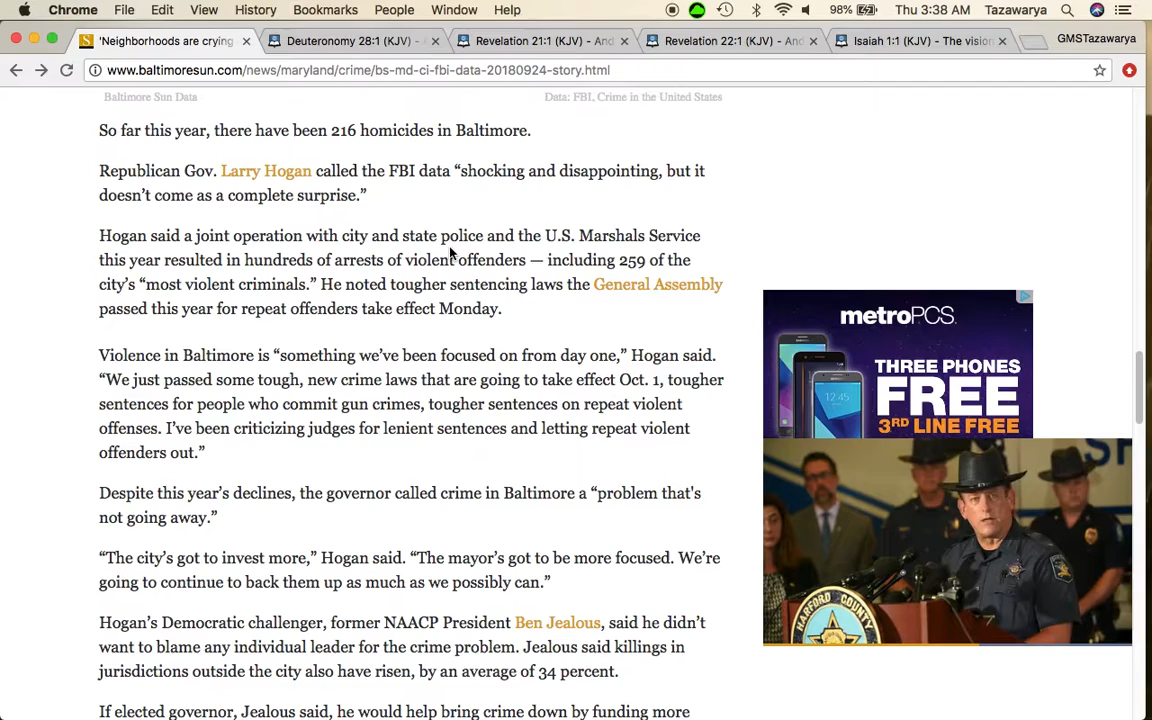 Chrome File Edit View History Bookmarks People Window Help 98% Thu 3:38 AM Tazawarya
'Neighborhoods are crying Deuteronomy 28:1 (KJV) - A Revelation 21:1 (KJV) - And Revelation 22:1 (KJV) - And Isaiah 1:1 (KJV) - The vision GMSTazawarya
www.baltimoresun.com/news/maryland/crime/bs-md-ci-fbi-data-20180924-story.html
Baltimore Sun Data Data: FBI, Crime in the United States
So far this year, there have been 216 homicides in Baltimore.
Republican Gov. Larry Hogan called the FBI data “shocking and disappointing, but it
doesn’t come as a complete surprise.”
Hogan said a joint operation with city and state police and the U.S. Marshals Service
this year resulted in hundreds of arrests of violent offenders — including 259 of the
city’s “most violent criminals.” He noted tougher sentencing laws the General Assembly
passed this year for repeat offenders take effect Monday.
Violence in Baltimore is “something we’ve been focused on from day one,” Hogan said.
“We just passed some tough, new crime laws that are going to take effect Oct. 1, tougher
sentences for people who commit gun crimes, tougher sentences on repeat violent
offenses. I’ve been criticizing judges for lenient sentences and letting repeat violent
offenders out.”
Despite this year’s declines, the governor called crime in Baltimore a “problem that's
not going away.”
“The city’s got to invest more,” Hogan said. “The mayor’s got to be more focused. We’re
going to continue to back them up as much as we possibly can.”
Hogan’s Democratic challenger, former NAACP President Ben Jealous, said he didn’t
want to blame any individual leader for the crime problem. Jealous said killings in
jurisdictions outside the city also have risen, by an average of 34 percent.
If elected governor, Jealous said, he would help bring crime down by funding more
metroPCS.
THREE PHONES
FREE
3RD LINE FREE
12:45
HARFORD COUNTY